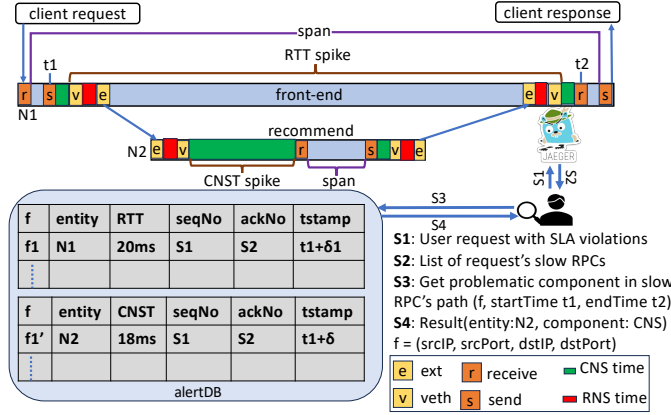 client request
client response
span
t1
RTT spike
t2
r s v e
front-end
e v r s
N1
recommend
N2
e v r s v e
CNST spike
span
JAEGER
S1
S2
S3
S4
f entity RTT seqNo ackNo tstamp
f1 N1 20ms S1 S2 t1+δ1
f entity CNST seqNo ackNo tstamp
f1' N2 18ms S1 S2 t1+δ
alertDB
S1: User request with SLA violations
S2: List of request's slow RPCs
S3: Get problematic component in slow
RPC's path (f, startTime t1, endTime t2)
S4: Result(entity:N2, component: CNS)
f = (srcIP, srcPort, dstIP, dstPort)
e ext r receive CNS time
v veth s send RNS time